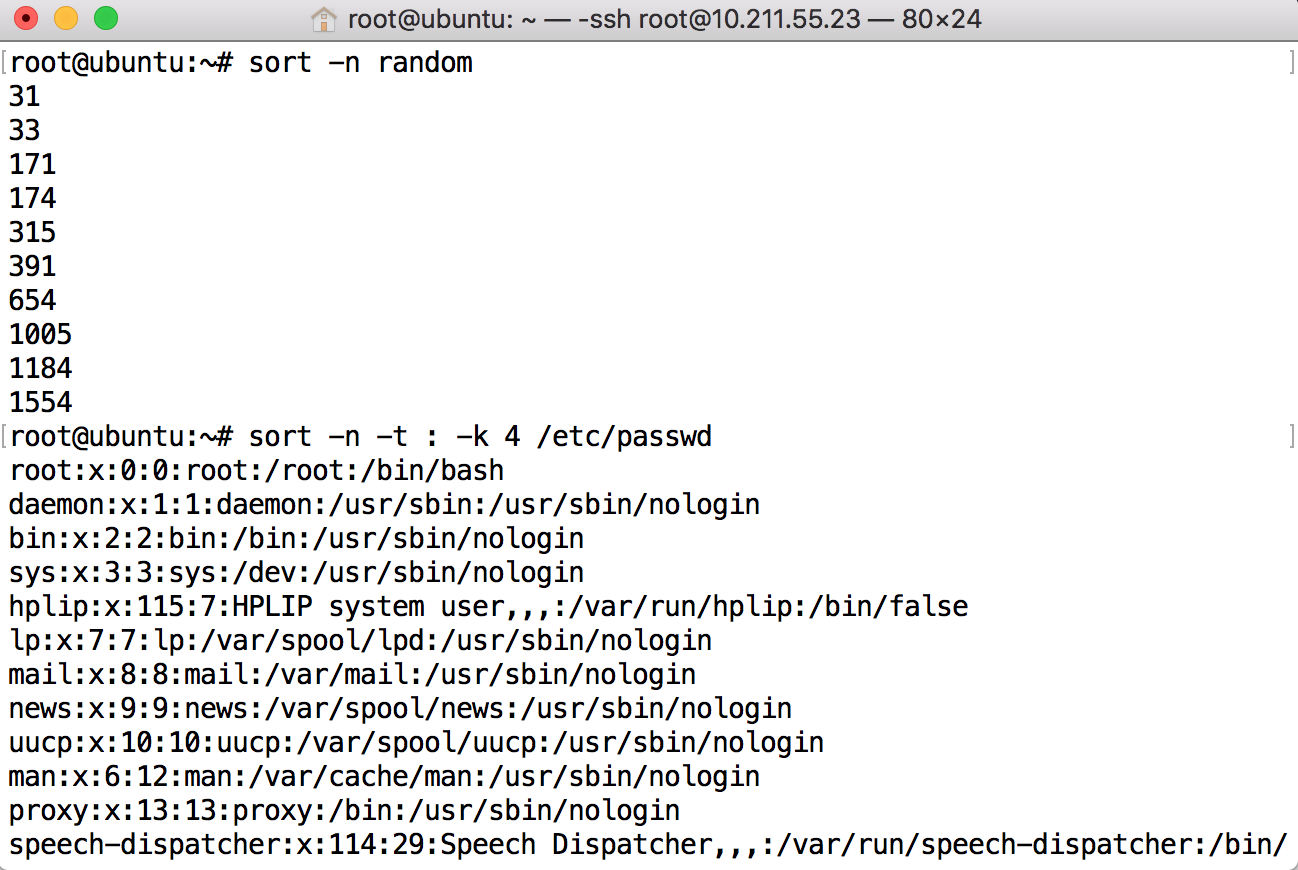 root@ubuntu: ~ — -ssh root@10.211.55.23 — 80×24
[root@ubuntu:~# sort -n random ]
31
33
171
174
315
391
654
1005
1184
1554
[root@ubuntu:~# sort -n -t : -k 4 /etc/passwd ]
root:x:0:0:root:/root:/bin/bash
daemon:x:1:1:daemon:/usr/sbin:/usr/sbin/nologin
bin:x:2:2:bin:/bin:/usr/sbin/nologin
sys:x:3:3:sys:/dev:/usr/sbin/nologin
hplip:x:115:7:HPLIP system user,,,:/var/run/hplip:/bin/false
lp:x:7:7:lp:/var/spool/lpd:/usr/sbin/nologin
mail:x:8:8:mail:/var/mail:/usr/sbin/nologin
news:x:9:9:news:/var/spool/news:/usr/sbin/nologin
uucp:x:10:10:uucp:/var/spool/uucp:/usr/sbin/nologin
man:x:6:12:man:/var/cache/man:/usr/sbin/nologin
proxy:x:13:13:proxy:/bin:/usr/sbin/nologin
speech-dispatcher:x:114:29:Speech Dispatcher,,,:/var/run/speech-dispatcher:/bin/